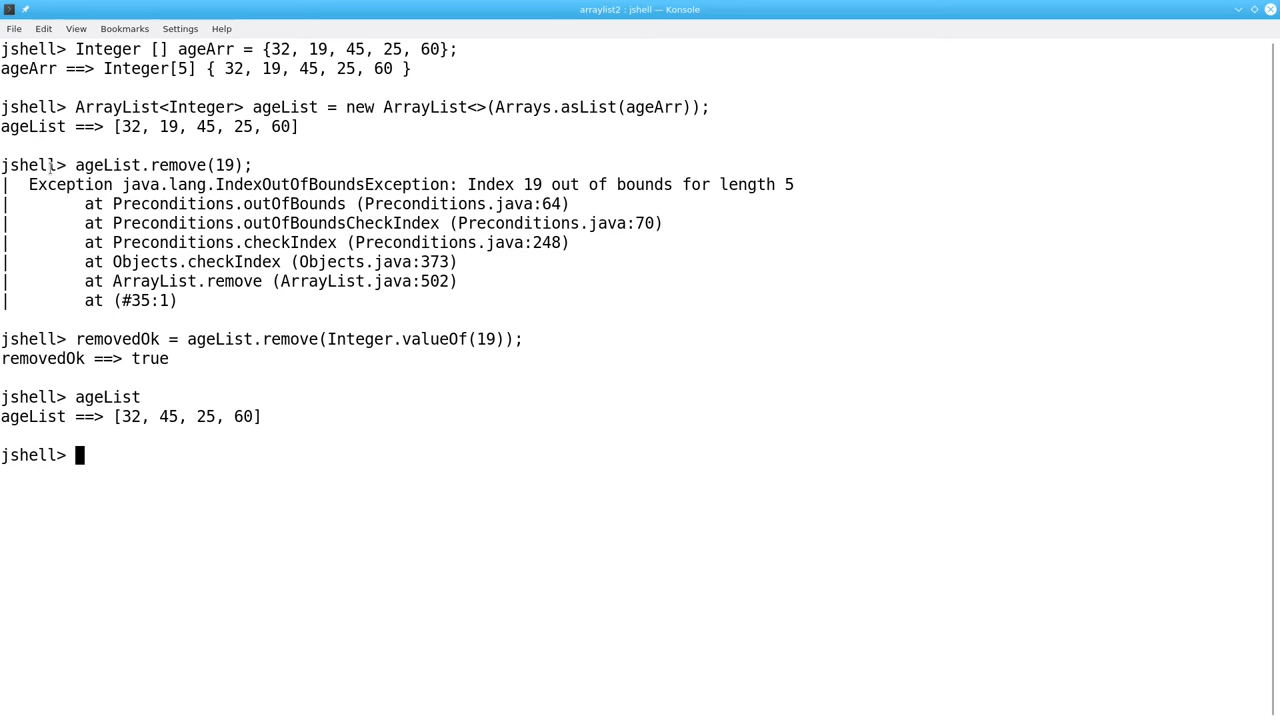 arraylist2 : jshell — Konsole
File Edit View Bookmarks Settings Help
jshell> Integer [] ageArr = {32, 19, 45, 25, 60};
ageArr ==> Integer[5] { 32, 19, 45, 25, 60 }
jshell> ArrayList<Integer> ageList = new ArrayList<>(Arrays.asList(ageArr));
ageList ==> [32, 19, 45, 25, 60]
jshell> ageList.remove(19);
|  Exception java.lang.IndexOutOfBoundsException: Index 19 out of bounds for length 5
|        at Preconditions.outOfBounds (Preconditions.java:64)
|        at Preconditions.outOfBoundsCheckIndex (Preconditions.java:70)
|        at Preconditions.checkIndex (Preconditions.java:248)
|        at Objects.checkIndex (Objects.java:373)
|        at ArrayList.remove (ArrayList.java:502)
|        at (#35:1)
jshell> removedOk = ageList.remove(Integer.valueOf(19));
removedOk ==> true
jshell> ageList
ageList ==> [32, 45, 25, 60]
jshell>